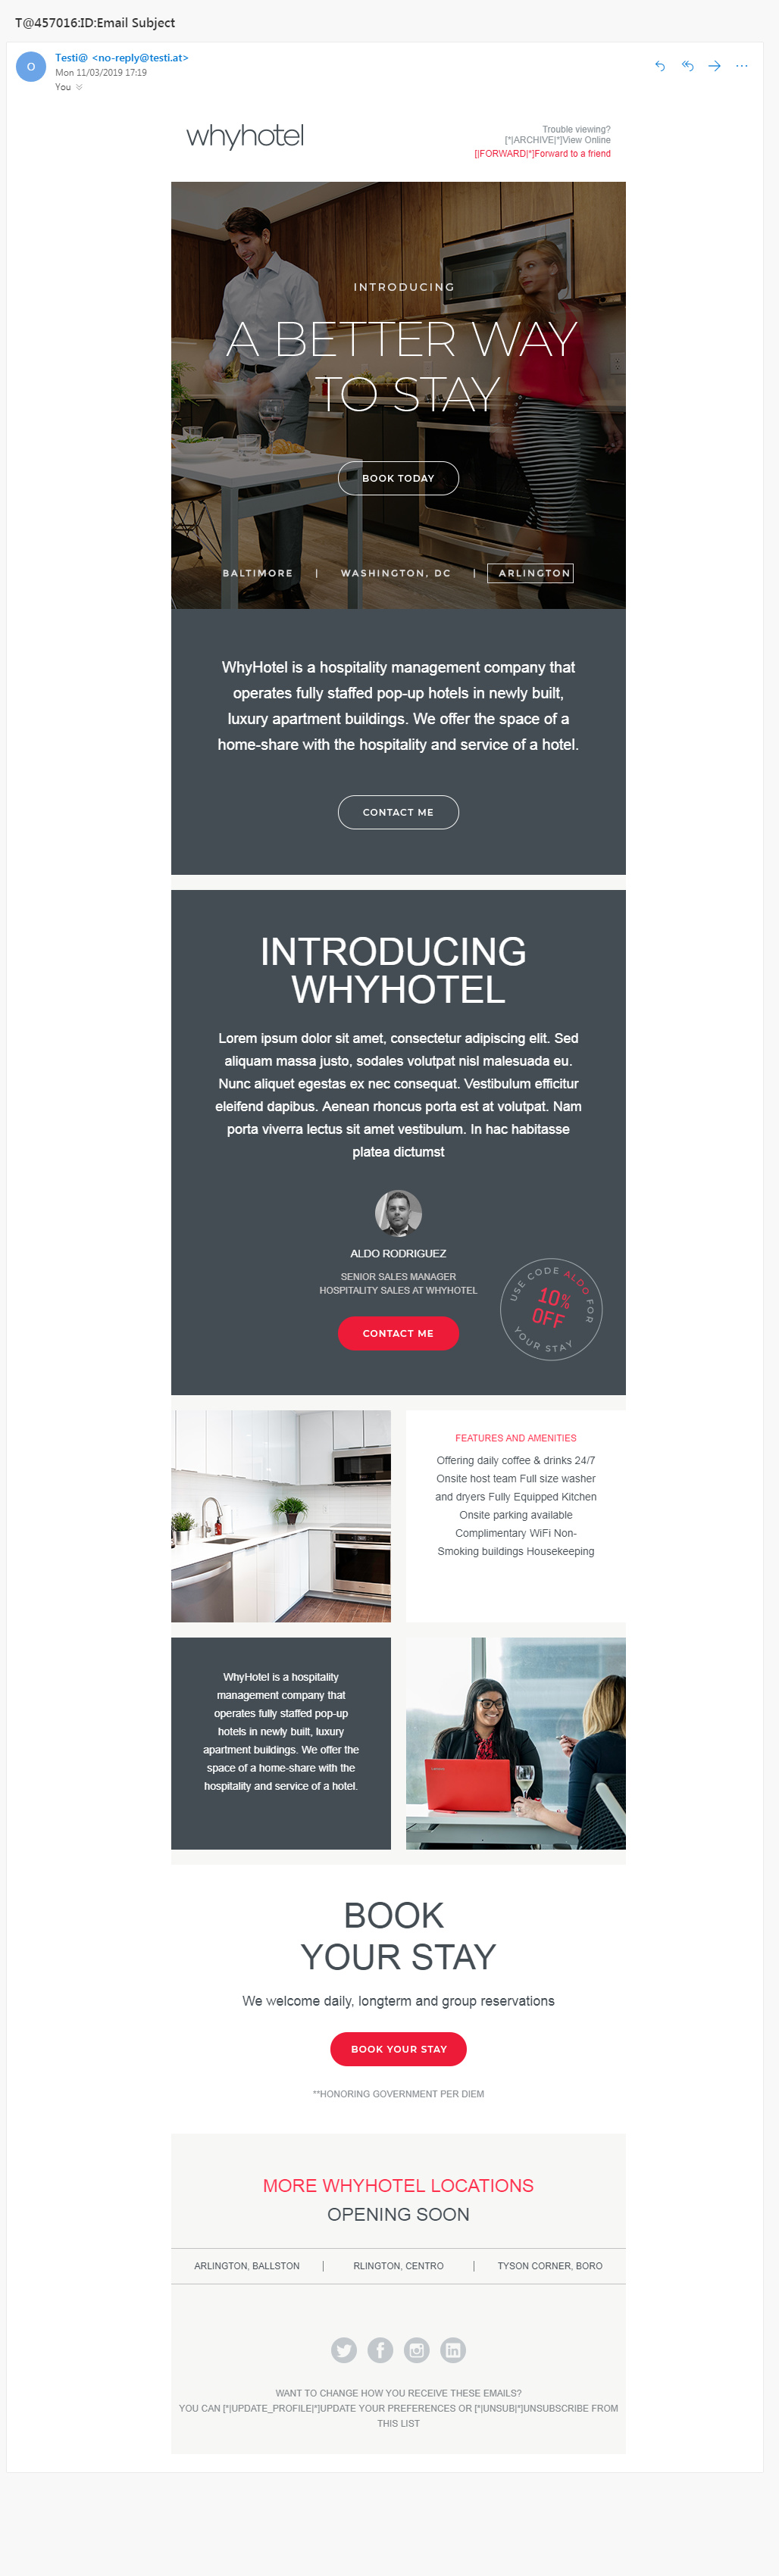 T@457016:ID:Email Subject
O
Testi@ <no-reply@testi.at>
Mon 11/03/2019 17:19
You
whyhotel
Trouble viewing?
[*|ARCHIVE|*]View Online
[|FORWARD|*]Forward to a friend
INTRODUCING
A BETTER WAY
TO STAY
BOOK TODAY
BALTIMORE | WASHINGTON, DC | ARLINGTON
WhyHotel is a hospitality management company that
operates fully staffed pop-up hotels in newly built,
luxury apartment buildings. We offer the space of a
home-share with the hospitality and service of a hotel.
CONTACT ME
INTRODUCING
WHYHOTEL
Lorem ipsum dolor sit amet, consectetur adipiscing elit. Sed
aliquam massa justo, sodales volutpat nisl malesuada eu.
Nunc aliquet egestas ex nec consequat. Vestibulum efficitur
eleifend dapibus. Aenean rhoncus porta est at volutpat. Nam
porta viverra lectus sit amet vestibulum. In hac habitasse
platea dictumst
ALDO RODRIGUEZ
SENIOR SALES MANAGER
HOSPITALITY SALES AT WHYHOTEL
CONTACT ME
USE CODE ALDO FOR
10%
OFF
YOUR STAY
FEATURES AND AMENITIES
Offering daily coffee & drinks 24/7
Onsite host team Full size washer
and dryers Fully Equipped Kitchen
Onsite parking available
Complimentary WiFi Non-
Smoking buildings Housekeeping
WhyHotel is a hospitality
management company that
operates fully staffed pop-up
hotels in newly built, luxury
apartment buildings. We offer the
space of a home-share with the
hospitality and service of a hotel.
BOOK
YOUR STAY
We welcome daily, longterm and group reservations
BOOK YOUR STAY
**HONORING GOVERNMENT PER DIEM
MORE WHYHOTEL LOCATIONS
OPENING SOON
ARLINGTON, BALLSTON | RLINGTON, CENTRO | TYSON CORNER, BORO
WANT TO CHANGE HOW YOU RECEIVE THESE EMAILS?
YOU CAN [*|UPDATE_PROFILE|*]UPDATE YOUR PREFERENCES OR [*|UNSUB|*]UNSUBSCRIBE FROM
THIS LIST